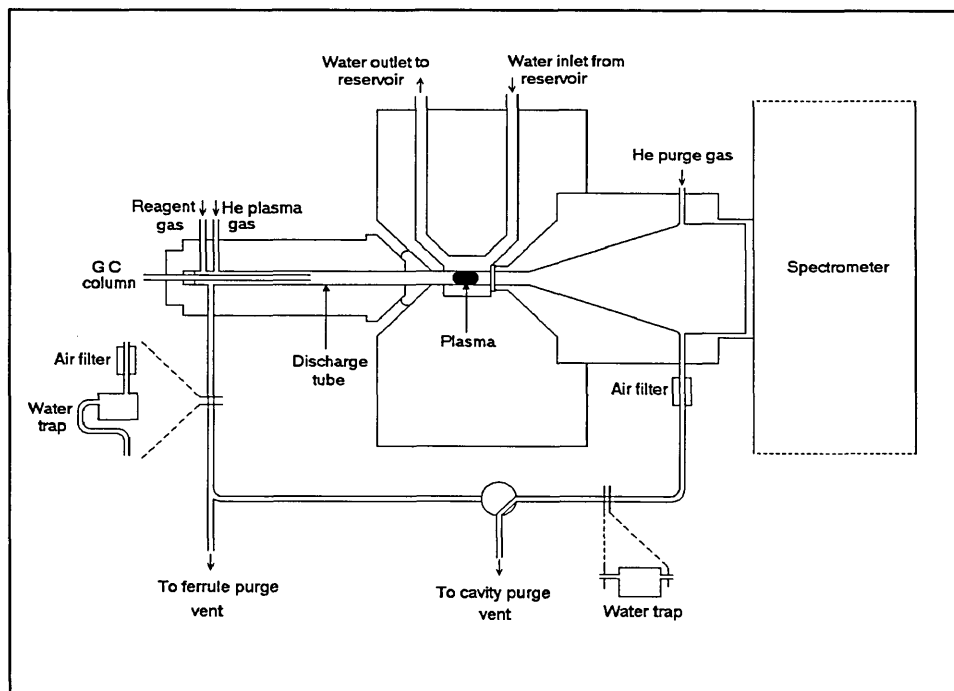 Water outlet to
reservoir
Water inlet from
reservoir
He purge gas
Reagent
gas
He plasma
gas
GC
column
Spectrometer
Discharge
tube
Plasma
Air filter
Water
trap
Air filter
To ferrule purge
vent
To cavity purge
vent
Water trap